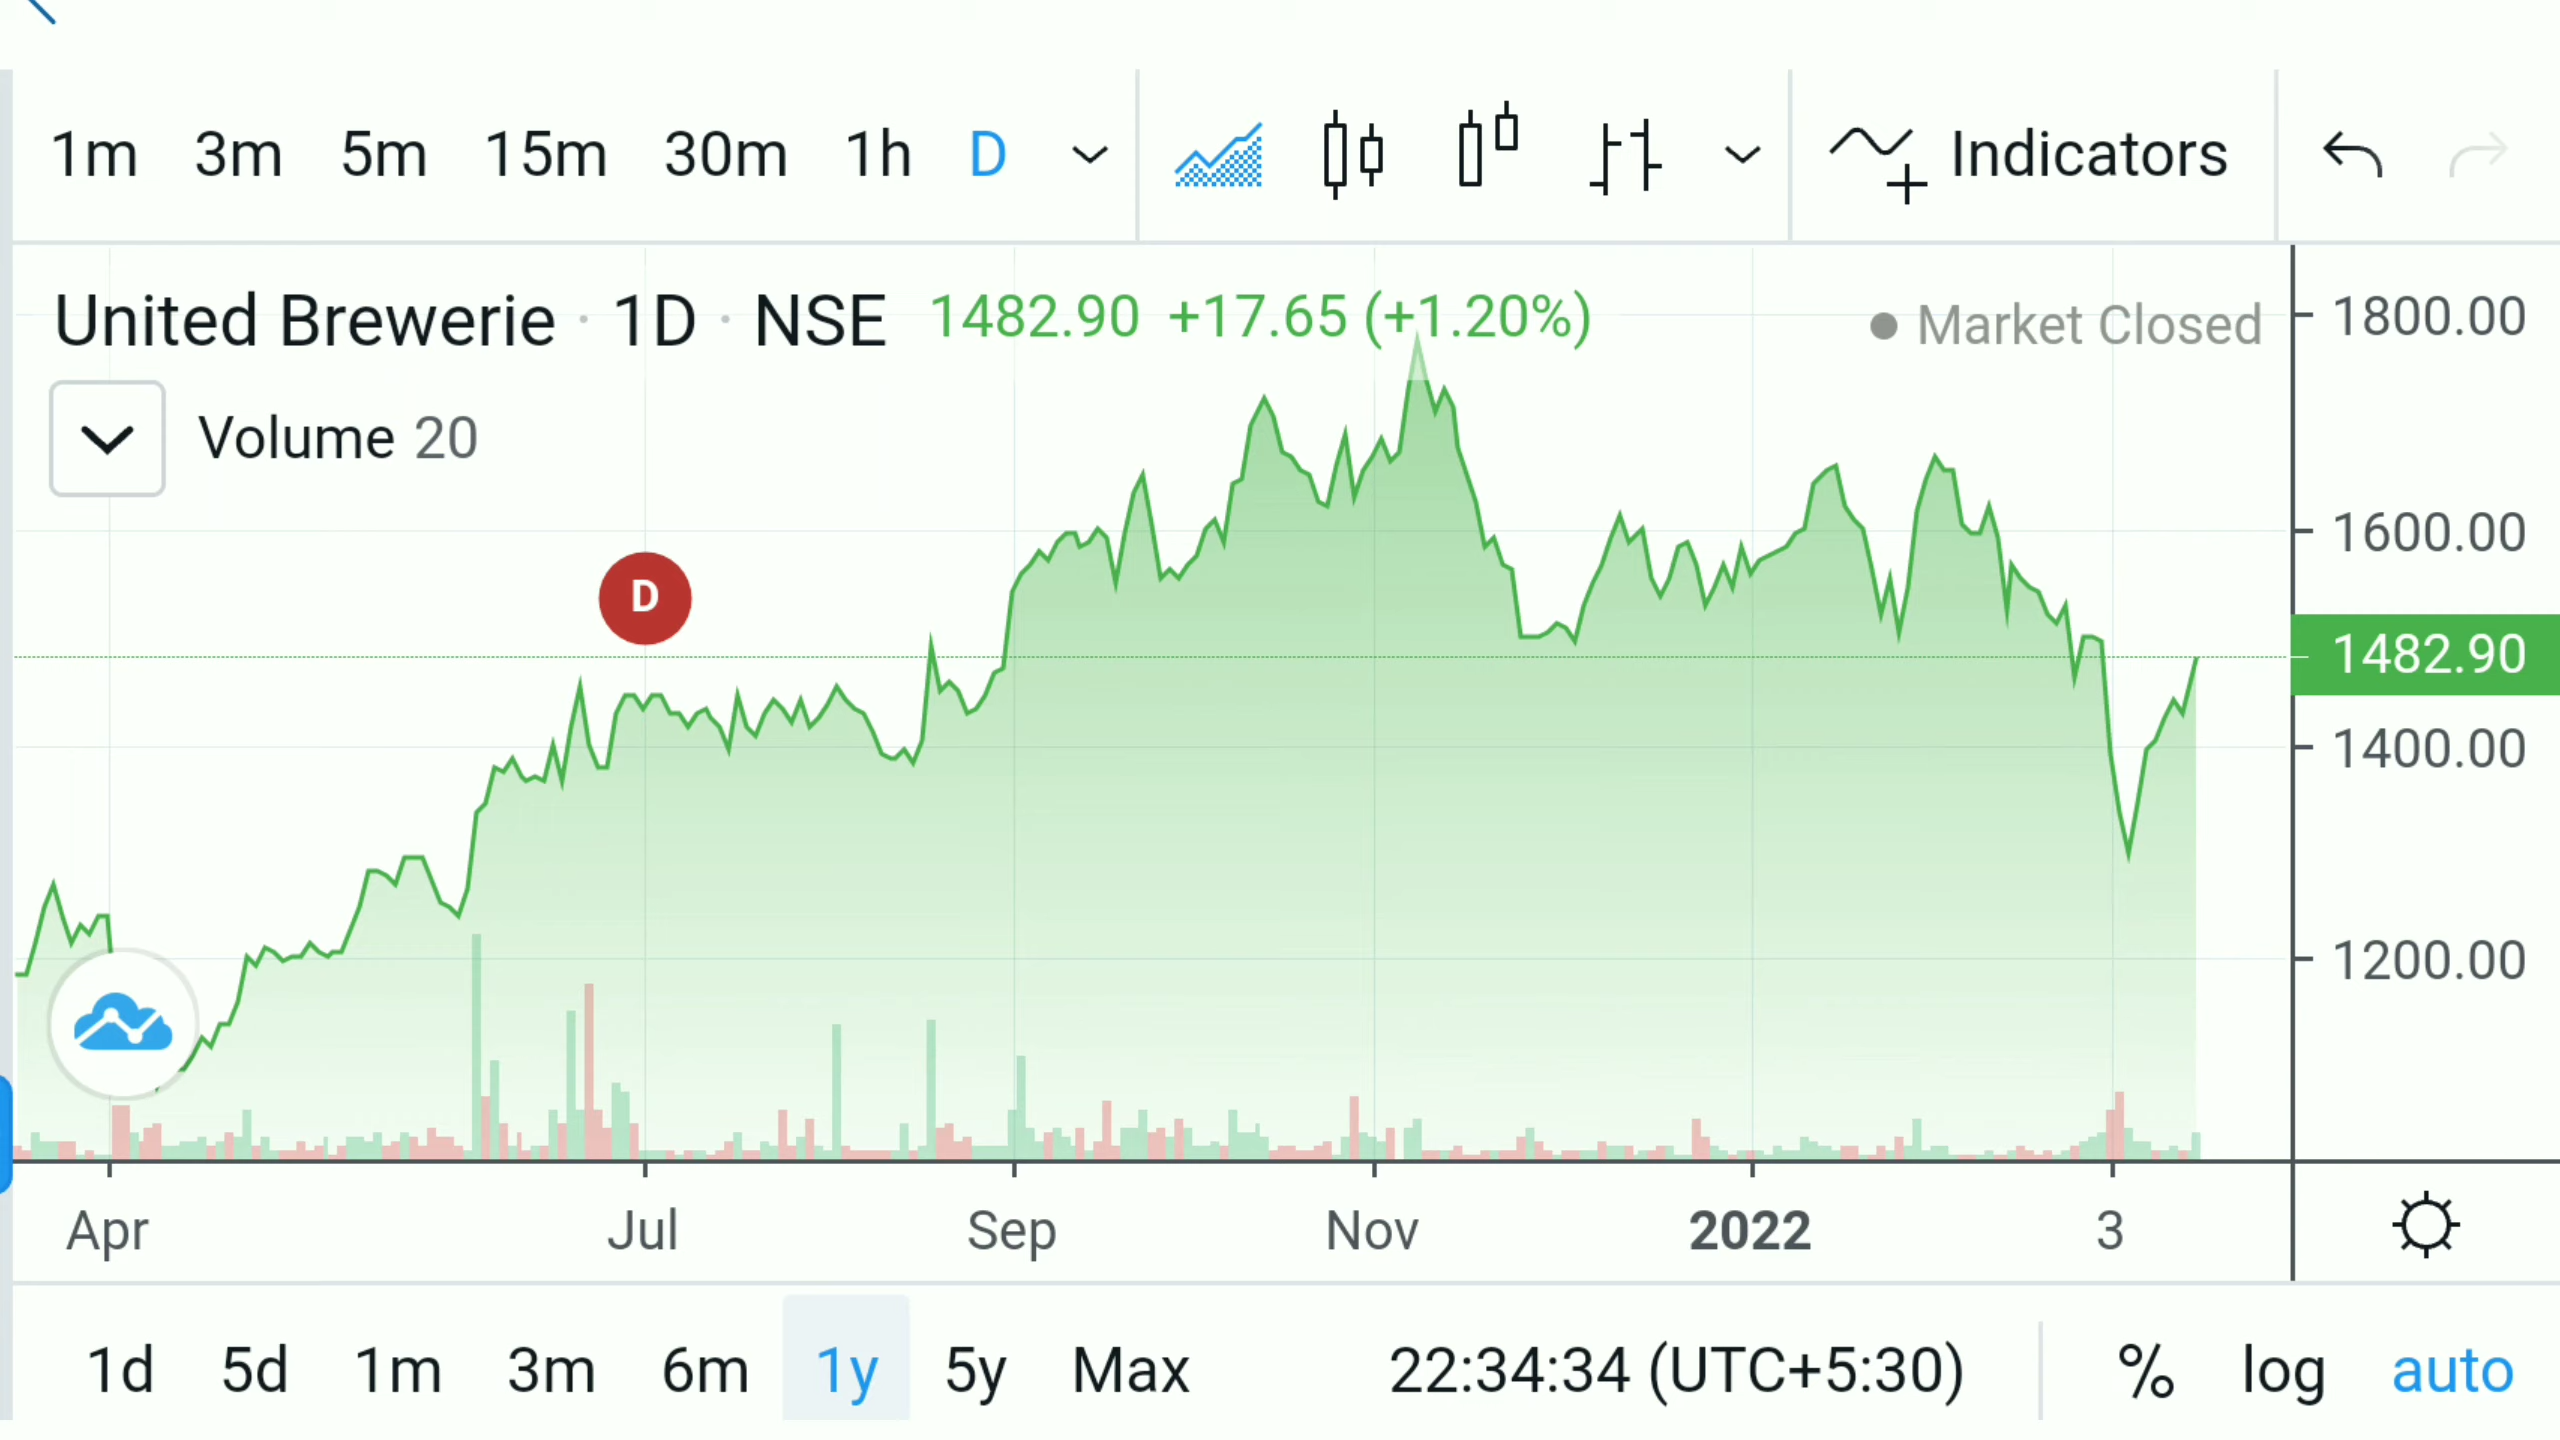 1m 3m 5m 15m 30m 1h D Indicators
United Brewerie · 1D · NSE 1482.90 +17.65 (+1.20%) Market Closed
Volume 20
D
1800.00
1600.00
1482.90
1400.00
1200.00
Apr Jul Sep Nov 2022 3
1d 5d 1m 3m 6m 1y 5y Max 22:34:34 (UTC+5:30) % log auto